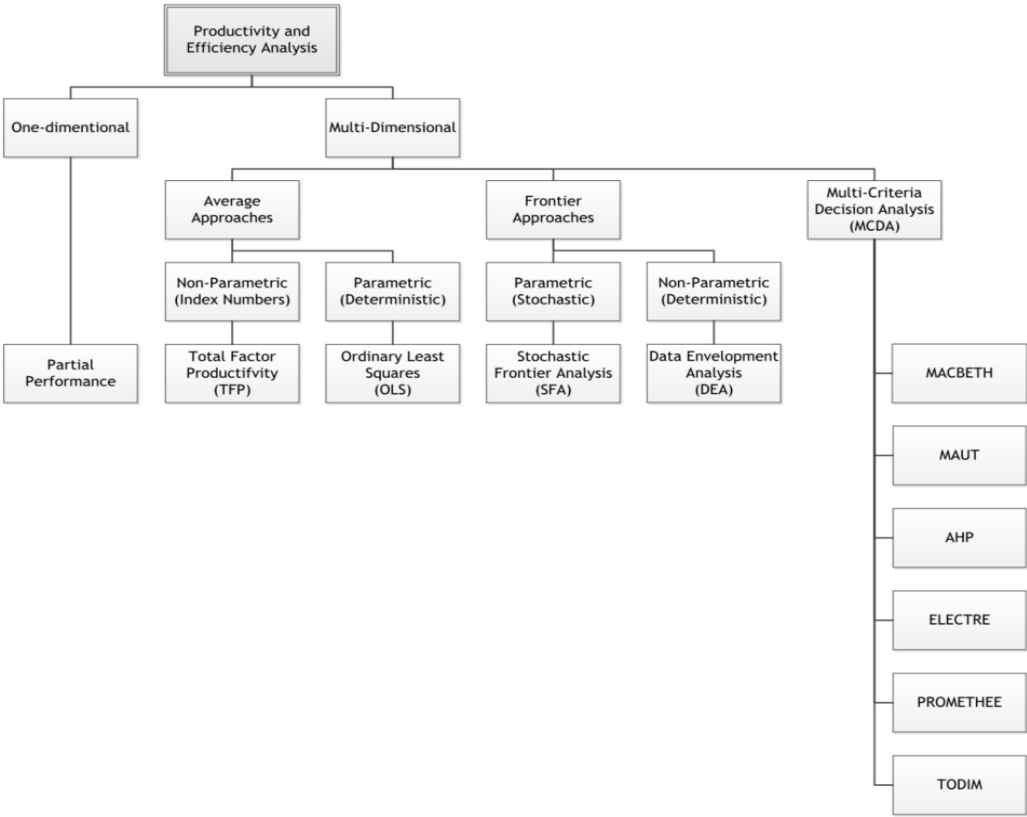 Productivity and
Efficiency Analysis
One-dimentional
Multi-Dimensional
Average
Approaches
Frontier
Approaches
Multi-Criteria
Decision Analysis
(MCDA)
Non-Parametric
(Index Numbers)
Parametric
(Deterministic)
Parametric
(Stochastic)
Non-Parametric
(Deterministic)
Partial
Performance
Total Factor
Productifvity
(TFP)
Ordinary Least
Squares
(OLS)
Stochastic
Frontier Analysis
(SFA)
Data Envelopment
Analysis
(DEA)
MACBETH
MAUT
AHP
ELECTRE
PROMETHEE
TODIM